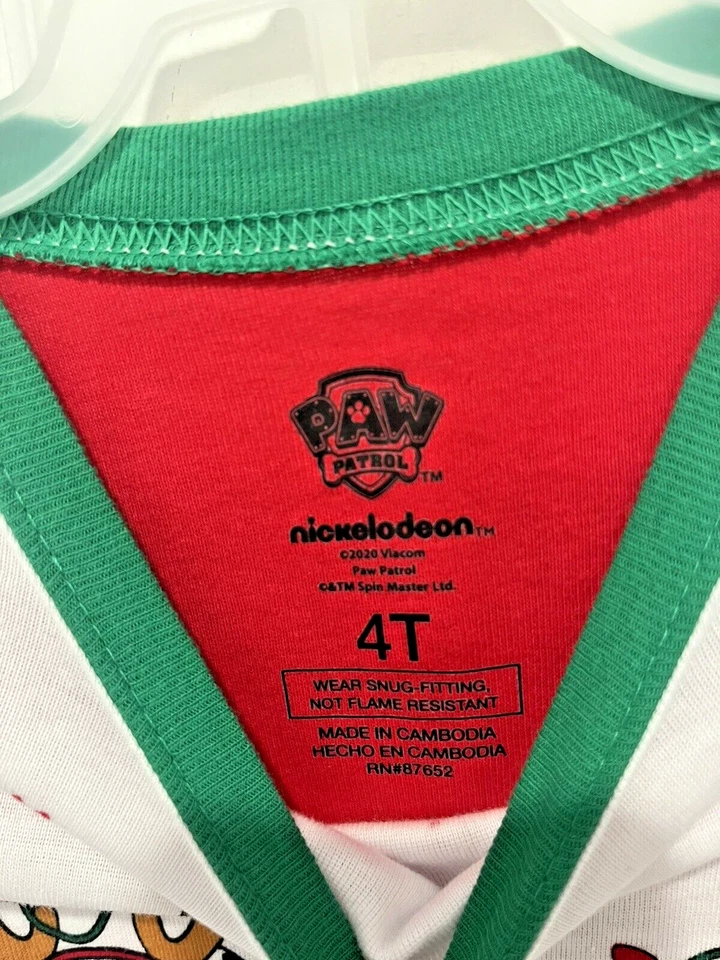 PAW
PATROL
TM
nickelodeon TM
©2020 Viacom
Paw Patrol
©&TM Spin Master Ltd.
4T
WEAR SNUG-FITTING,
NOT FLAME RESISTANT
MADE IN CAMBODIA
HECHO EN CAMBODIA
RN#87652